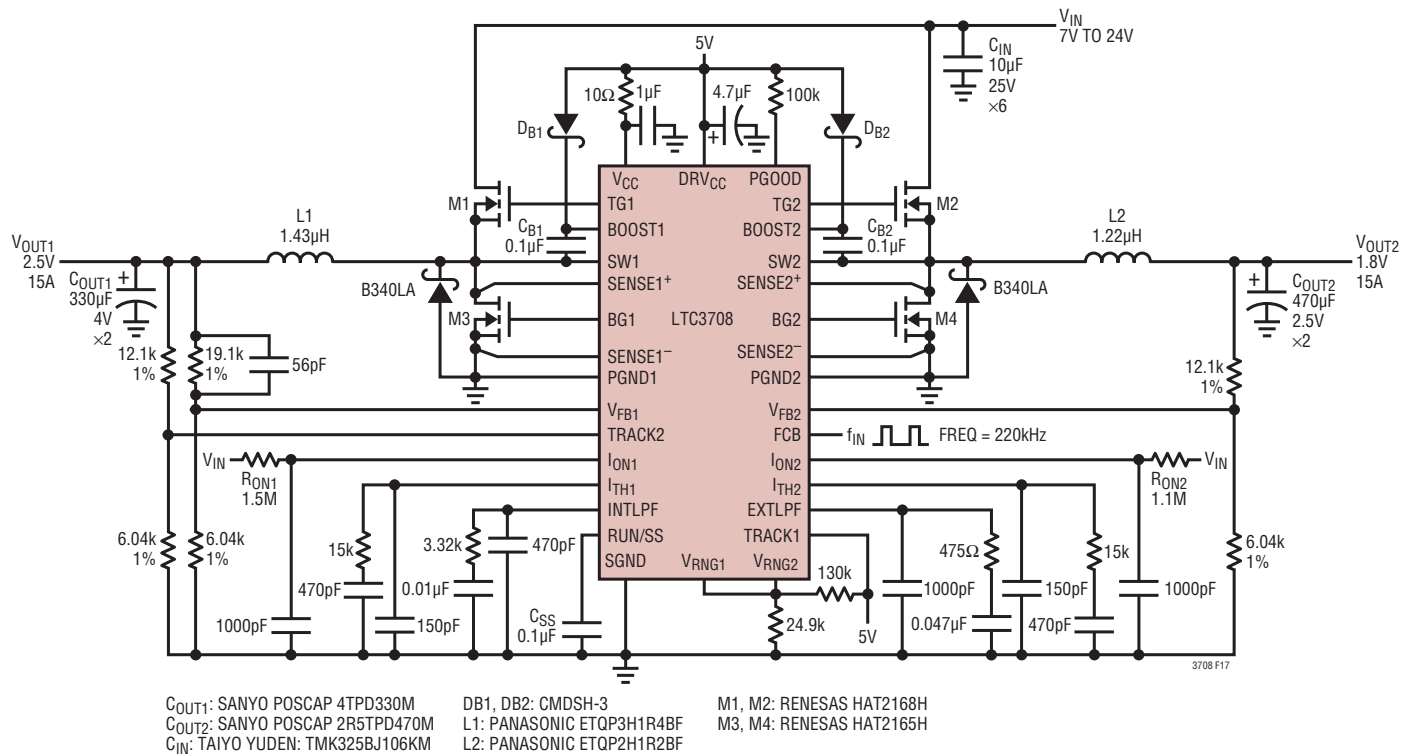 VIN
7V TO 24V
5V
CIN
10µF
25V
×6
10Ω
1µF
4.7µF
100k
DB1
DB2
VCC
DRVCC
PGOOD
M1
TG1
TG2
M2
L1
1.43µH
CB1
0.1µF
BOOST1
BOOST2
CB2
0.1µF
L2
1.22µH
VOUT1
2.5V
15A
SW1
SW2
VOUT2
1.8V
15A
COUT1
330µF
4V
×2
+
B340LA
SENSE1+
SENSE2+
B340LA
+
COUT2
470µF
2.5V
×2
M3
BG1
LTC3708
BG2
M4
12.1k
1%
19.1k
1%
56pF
SENSE1–
SENSE2–
PGND1
PGND2
12.1k
1%
VFB1
VFB2
TRACK2
FCB
fIN
FREQ = 220kHz
VIN
RON1
1.5M
ION1
ION2
VIN
RON2
1.1M
ITH1
ITH2
INTLPF
EXTLPF
RUN/SS
TRACK1
SGND
VRNG1
VRNG2
6.04k
1%
6.04k
1%
15k
3.32k
470pF
475Ω
15k
6.04k
1%
130k
470pF
0.01µF
1000pF
150pF
1000pF
1000pF
150pF
CSS
0.1µF
24.9k
5V
0.047µF
470pF
+
3708 F17
COUT1: SANYO POSCAP 4TPD330M
COUT2: SANYO POSCAP 2R5TPD470M
CIN: TAIYO YUDEN: TMK325BJ106KM
DB1, DB2: CMDSH-3
L1: PANASONIC ETQP3H1R4BF
L2: PANASONIC ETQP2H1R2BF
M1, M2: RENESAS HAT2168H
M3, M4: RENESAS HAT2165H